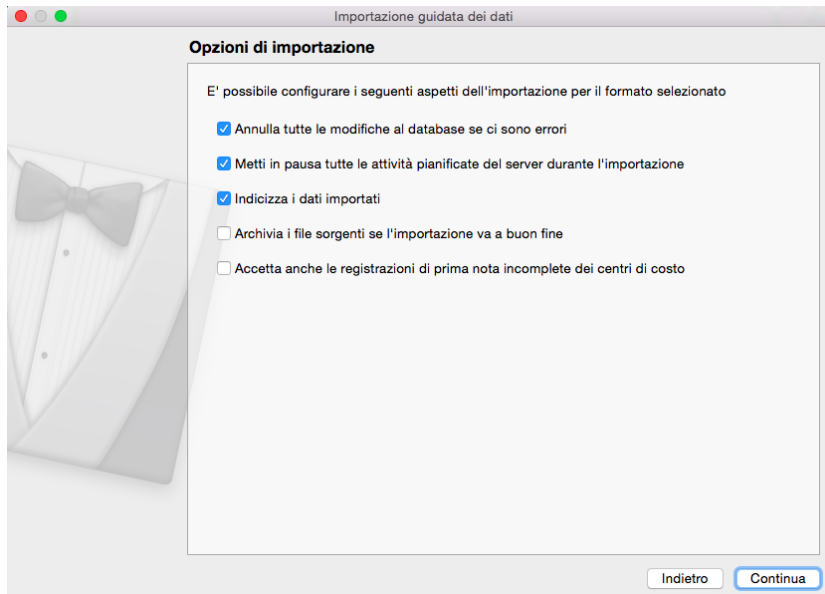 Importazione guidata dei dati
Opzioni di importazione
E' possibile configurare i seguenti aspetti dell'importazione per il formato selezionato
Annulla tutte le modifiche al database se ci sono errori
Metti in pausa tutte le attività pianificate del server durante l'importazione
Indicizza i dati importati
Archivia i file sorgenti se l'importazione va a buon fine
Accetta anche le registrazioni di prima nota incomplete dei centri di costo
Indietro
Continua